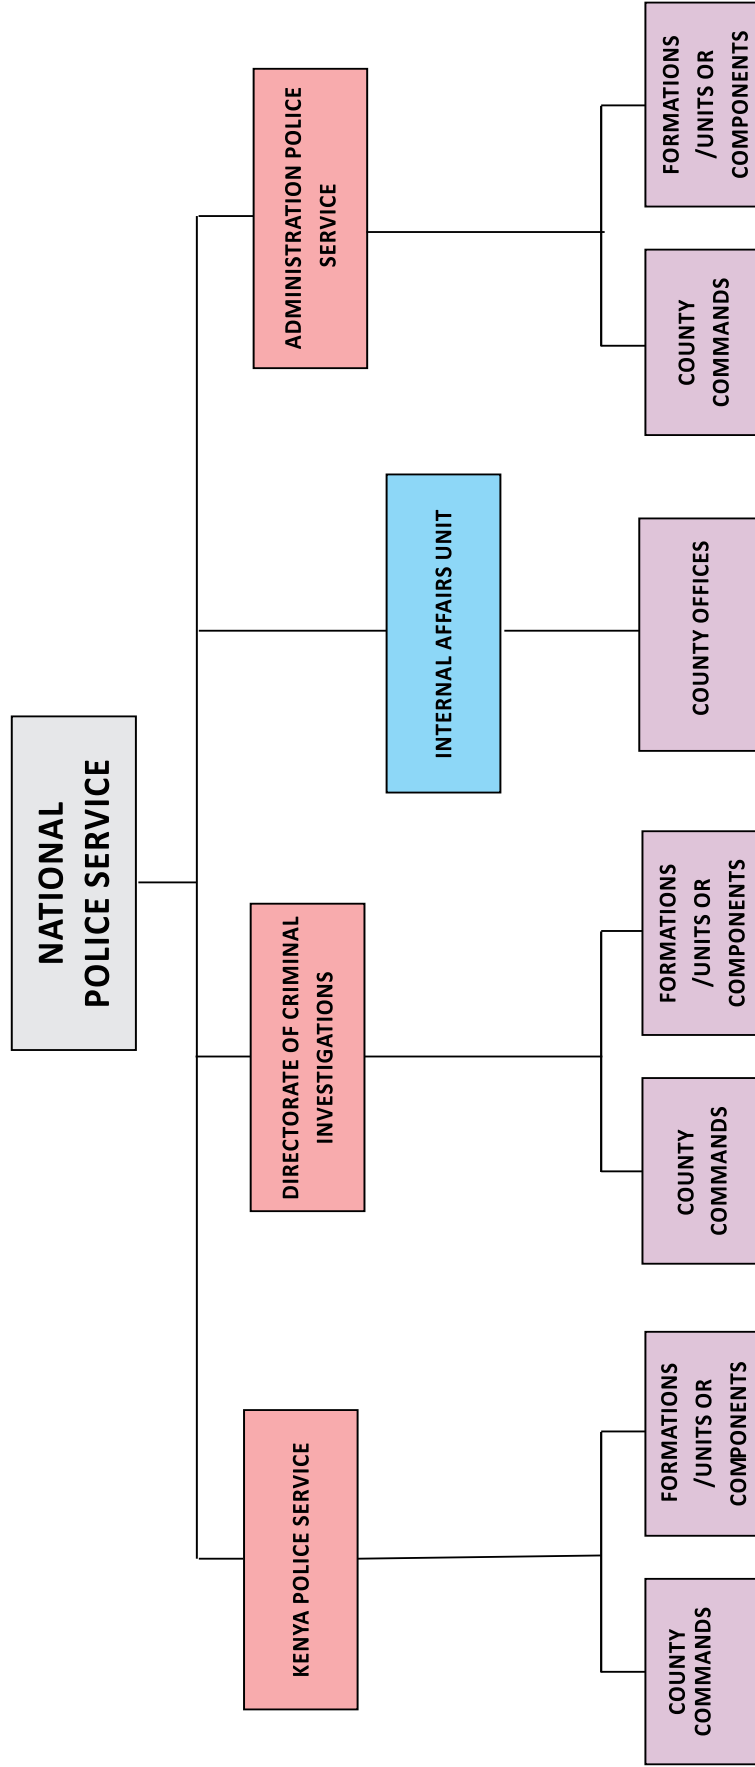 NATIONAL
POLICE SERVICE
KENYA POLICE SERVICE
DIRECTORATE OF CRIMINAL
INVESTIGATIONS
INTERNAL AFFAIRS UNIT
ADMINISTRATION POLICE
SERVICE
COUNTY
COMMANDS
FORMATIONS
/UNITS OR
COMPONENTS
COUNTY
COMMANDS
FORMATIONS
/UNITS OR
COMPONENTS
COUNTY OFFICES
COUNTY
COMMANDS
FORMATIONS
/UNITS OR
COMPONENTS